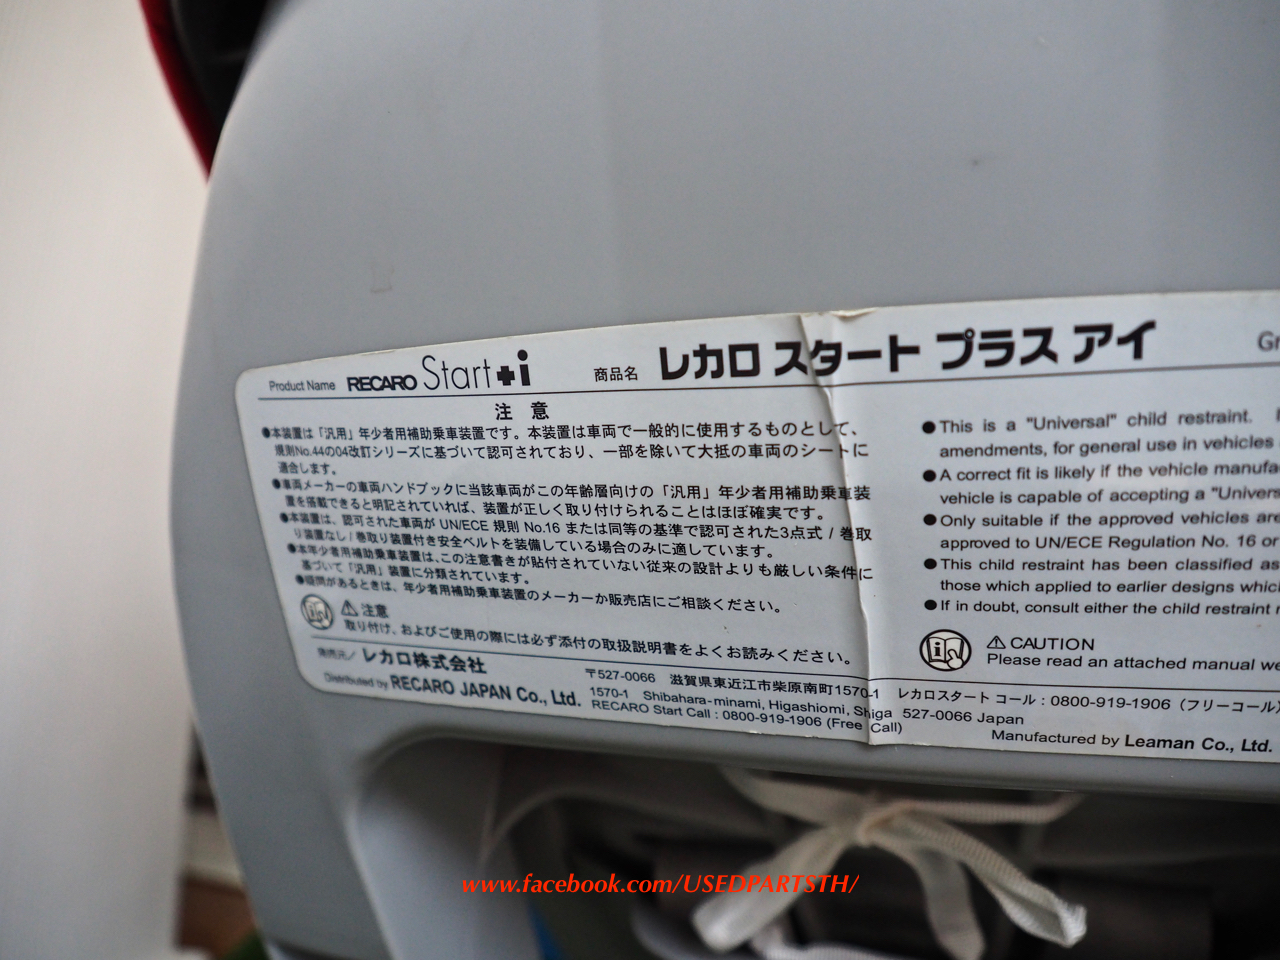 Product Name RECARO Start+i 商品名 レカロ スタート プラス アイ
注 意
●本装置は「汎用」年少者用補助乗車装置です。本装置は車両で一般的に使用するものとして、
規則No.44の04改訂シリーズに基づいて認可されており、一部を除いて大抵の車両のシートに
適合します。
●車両メーカーの車両ハンドブックに当該車両がこの年齢層向けの「汎用」年少者用補助乗車装
置を搭載できると明記されていれば、装置が正しく取り付けられることはほぼ確実です。
●本装置は、認可された車両が UN/ECE 規則 No.16 または同等の基準で認可された3点式 / 巻取
り装置なし / 巻取り装置付き安全ベルトを装備している場合のみに適しています。
●本年少者用補助乗車装置は、この注意書きが貼付されていない従来の設計よりも厳しい条件に
基づいて「汎用」装置に分類されています。
●疑問があるときは、年少者用補助乗車装置のメーカーか販売店にご相談ください。
⚠注意
取り付け、およびご使用の際には必ず添付の取扱説明書をよくお読みください。
●This is a "Universal" child restraint.
amendments, for general use in vehicles
●A correct fit is likely if the vehicle
vehicle is capable of accepting a
●Only suitable if the approved vehicles
approved to UN/ECE Regulation No. 16 or
●This child restraint has been classified
those which applied to earlier designs
●If in doubt, consult either the child restraint
⚠CAUTION
Please read an attached manual
発売元／レカロ株式会社
Distributed by RECARO JAPAN Co., Ltd.
〒527-0066 滋賀県東近江市柴原南町1570-1 レカロスタート コール : 0800-919-1906 (フリーコール)
1570-1 Shibahara-minami, Higashiomi, Shiga 527-0066 Japan
RECARO Start Call : 0800-919-1906 (Free Call)
Manufactured by Leaman Co., Ltd.
www.facebook.com/USEDPARTSTH/